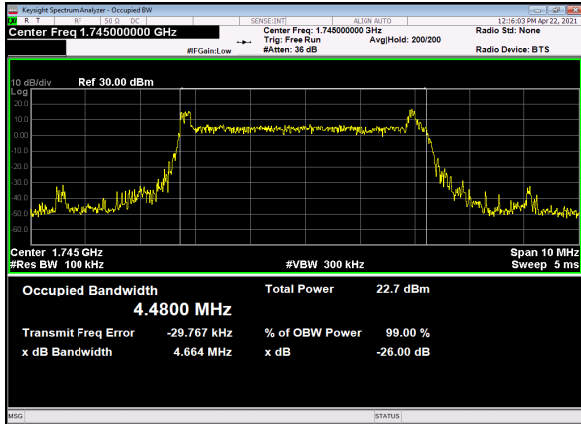 Keysight Spectrum Analyzer - Occupied BW
R T RF 50 Ω DC SENSE:INT ALIGN AUTO 12:16:03 PM Apr 22, 2021
Center Freq 1.745000000 GHz Center Freq: 1.745000000 GHz Radio Std: None
Trig: Free Run Avg|Hold: 200/200
#IFGain:Low #Atten: 36 dB Radio Device: BTS
10 dB/div Ref 30.00 dBm
Log
20.0
10.0
0.00
-10.0
-20.0
-30.0
-40.0
-50.0
-60.0
Center 1.745 GHz Span 10 MHz
#Res BW 100 kHz #VBW 300 kHz Sweep 5 ms
Occupied Bandwidth Total Power 22.7 dBm
4.4800 MHz
Transmit Freq Error -29.767 kHz % of OBW Power 99.00 %
x dB Bandwidth 4.664 MHz x dB -26.00 dB
MSG STATUS